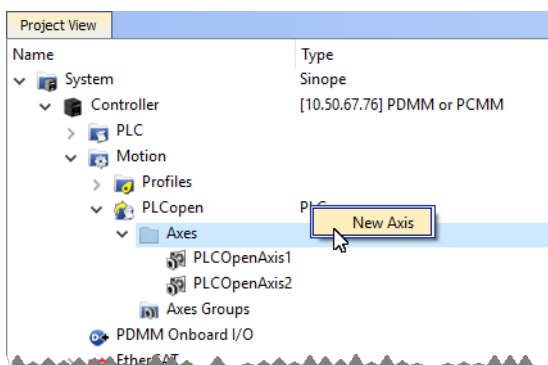 Project View
Name Type
System Sinope
Controller [10.50.67.76] PDMM or PCMM
PLC
Motion
Profiles
PLCopen
New Axis
Axes
PLCOpenAxis1
PLCOpenAxis2
Axes Groups
PDMM Onboard I/O